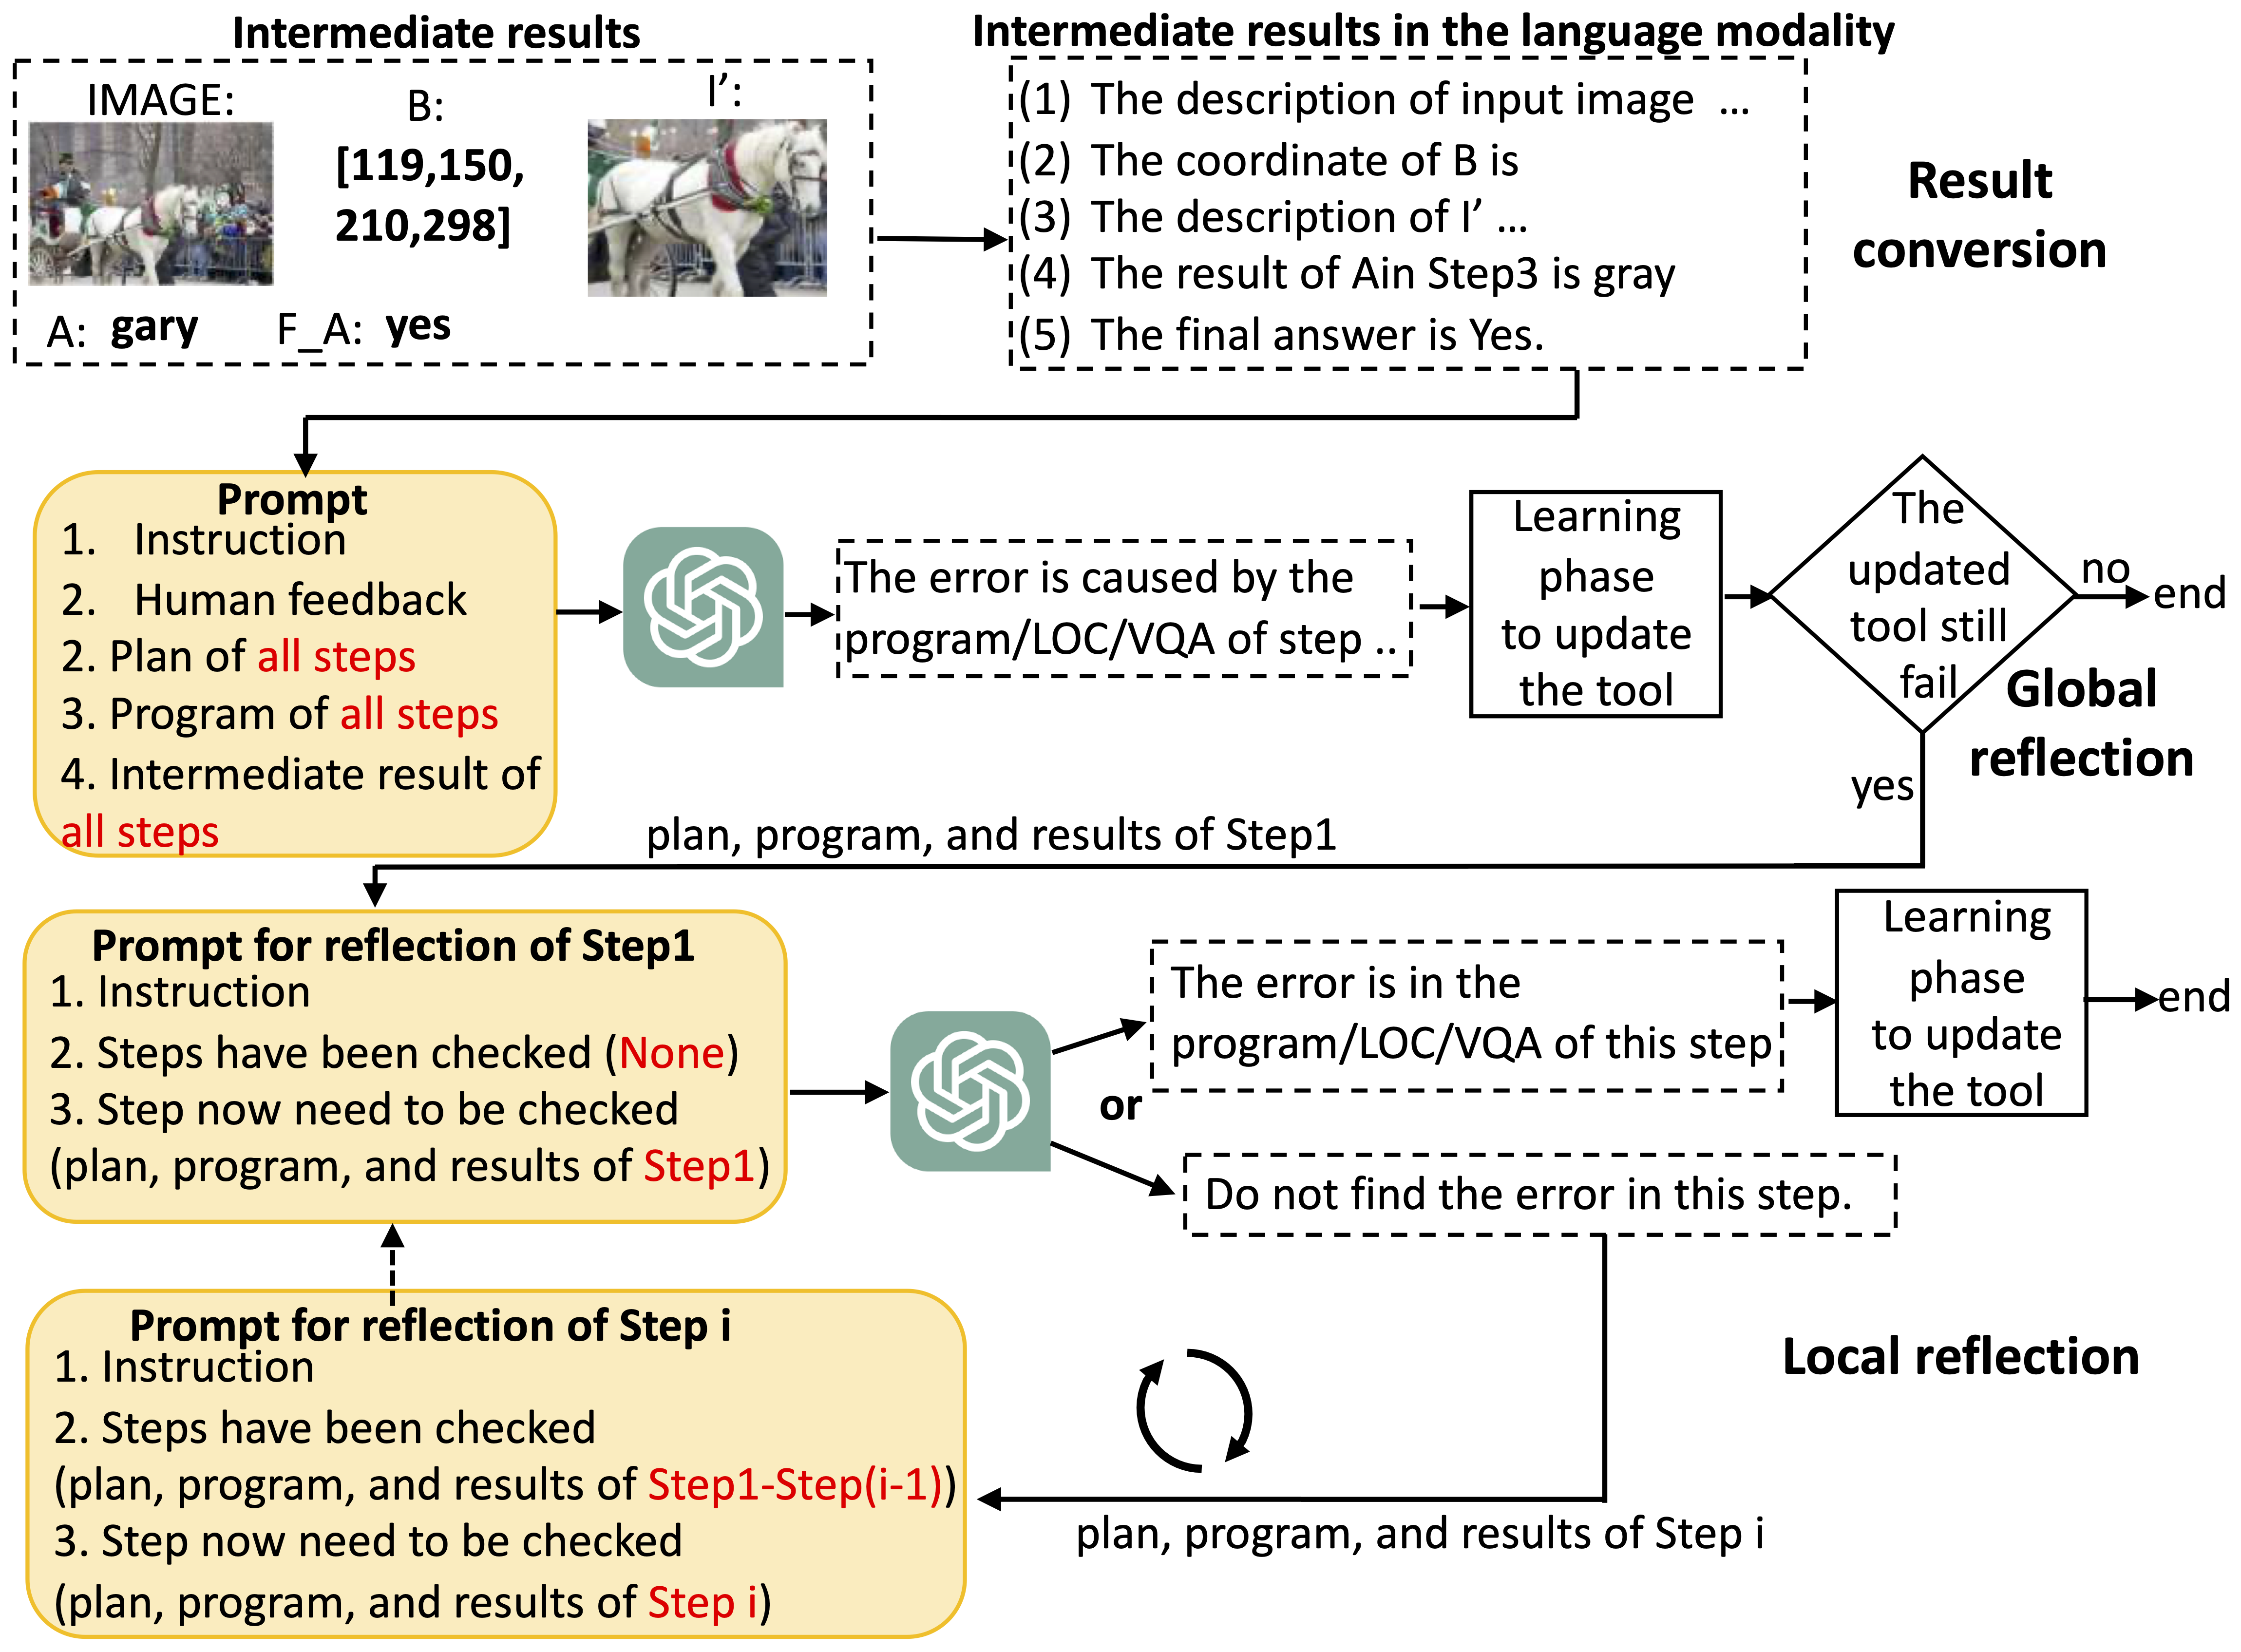 Intermediate results
IMAGE:
B:
I’:
[119,150,
210,298]
A: gary
F_A: yes
Intermediate results in the language modality
(1) The description of input image ...
(2) The coordinate of B is
(3) The description of I’ ...
(4) The result of Ain Step3 is gray
(5) The final answer is Yes.
Result
conversion
Prompt
1. Instruction
2. Human feedback
2. Plan of all steps
3. Program of all steps
4. Intermediate result of
all steps
The error is caused by the
program/LOC/VQA of step ..
Learning
phase
to update
the tool
The
updated
tool still
fail
no
end
Global
reflection
yes
plan, program, and results of Step1
Prompt for reflection of Step1
1. Instruction
2. Steps have been checked (None)
3. Step now need to be checked
(plan, program, and results of Step1)
or
The error is in the
program/LOC/VQA of this step
Learning
phase
to update
the tool
end
Do not find the error in this step.
Prompt for reflection of Step i
1. Instruction
2. Steps have been checked
(plan, program, and results of Step1-Step(i-1))
3. Step now need to be checked
(plan, program, and results of Step i)
Local reflection
plan, program, and results of Step i